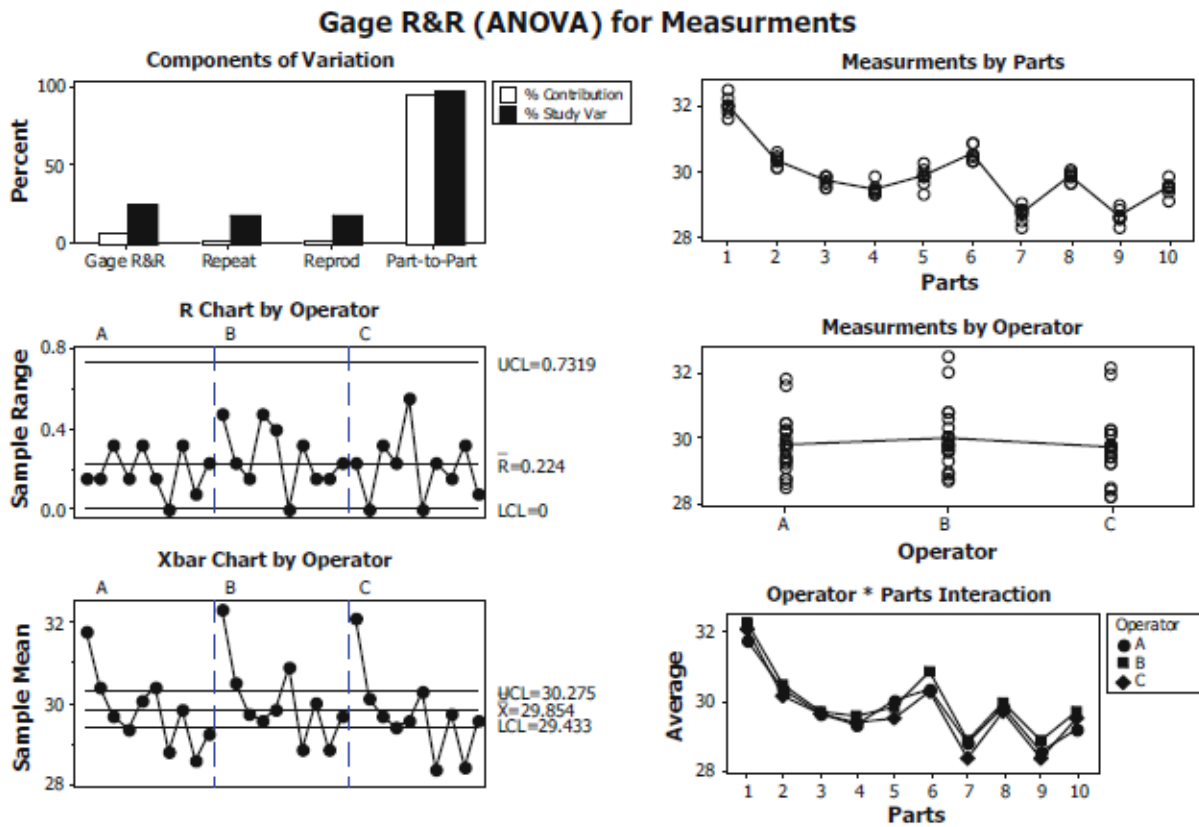 Gage R&R (ANOVA) for Measurments
Components of Variation
Percent
100
50
0
Gage R&R Repeat Reprod Part-to-Part
% Contribution
% Study Var
R Chart by Operator
A B C
Sample Range
0.8
0.4
0.0
UCL=0.7319
R̅=0.224
LCL=0
Xbar Chart by Operator
A B C
Sample Mean
32
30
28
UCL=30.275
X̿=29.854
LCL=29.433
Measurments by Parts
32
30
28
1 2 3 4 5 6 7 8 9 10
Parts
Measurments by Operator
32
30
28
A B C
Operator
Operator * Parts Interaction
Average
32
30
28
1 2 3 4 5 6 7 8 9 10
Parts
Operator
A
B
C